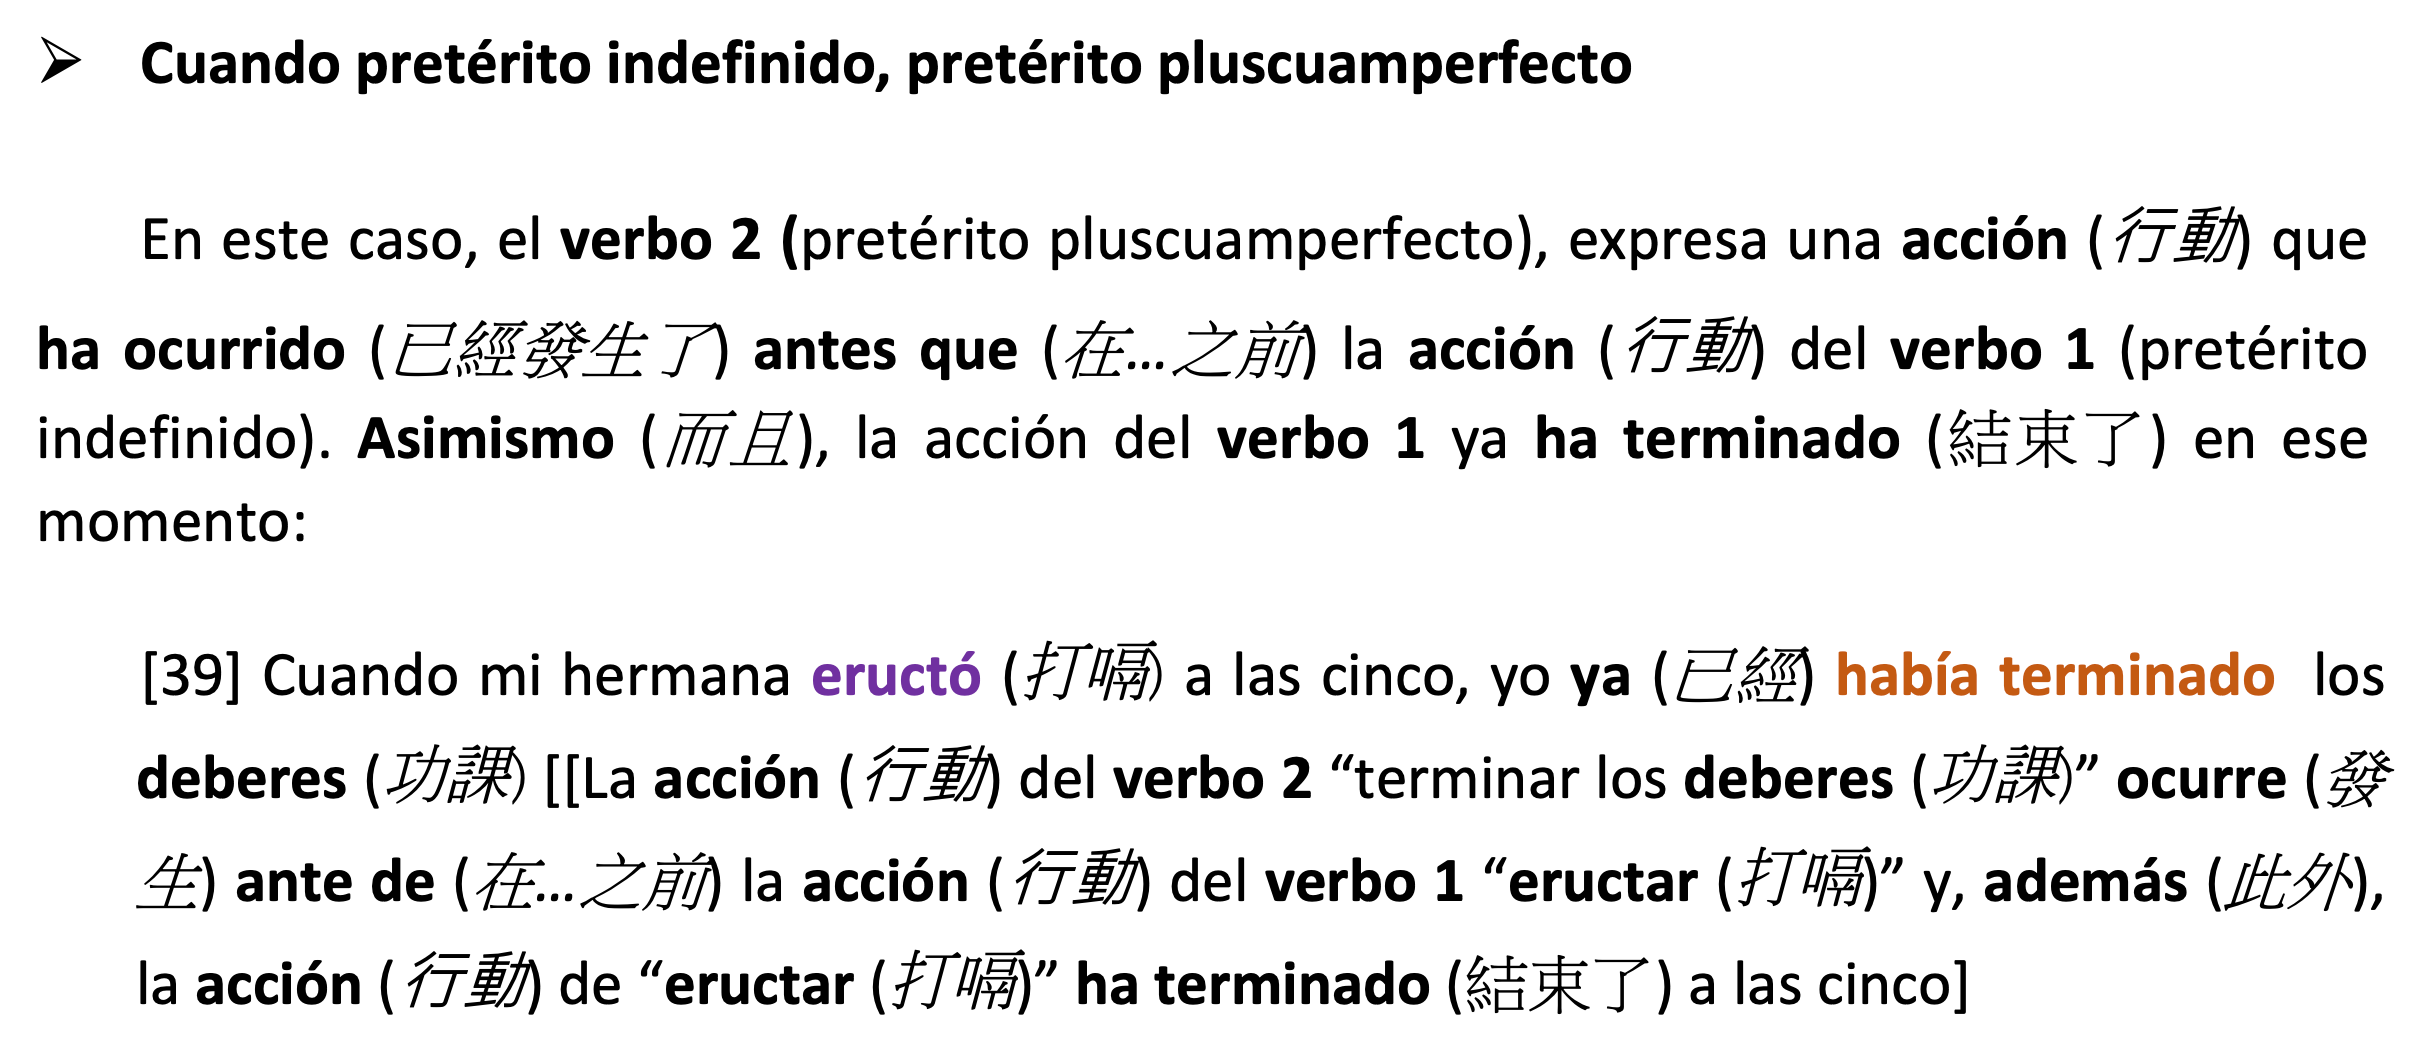 ➢ Cuando pretérito indefinido, pretérito pluscuamperfecto
En este caso, el verbo 2 (pretérito pluscuamperfecto), expresa una acción (行動) que
ha ocurrido (已經發生了) antes que (在…之前) la acción (行動) del verbo 1 (pretérito
indefinido). Asimismo (而且), la acción del verbo 1 ya ha terminado (結束了) en ese
momento:
[39] Cuando mi hermana eructó (打嗝) a las cinco, yo ya (已經) había terminado los
deberes (功課) [[La acción (行動) del verbo 2 “terminar los deberes (功課)” ocurre (發
生) ante de (在…之前) la acción (行動) del verbo 1 “eructar (打嗝)” y, además (此外),
la acción (行動) de “eructar (打嗝)” ha terminado (結束了) a las cinco]